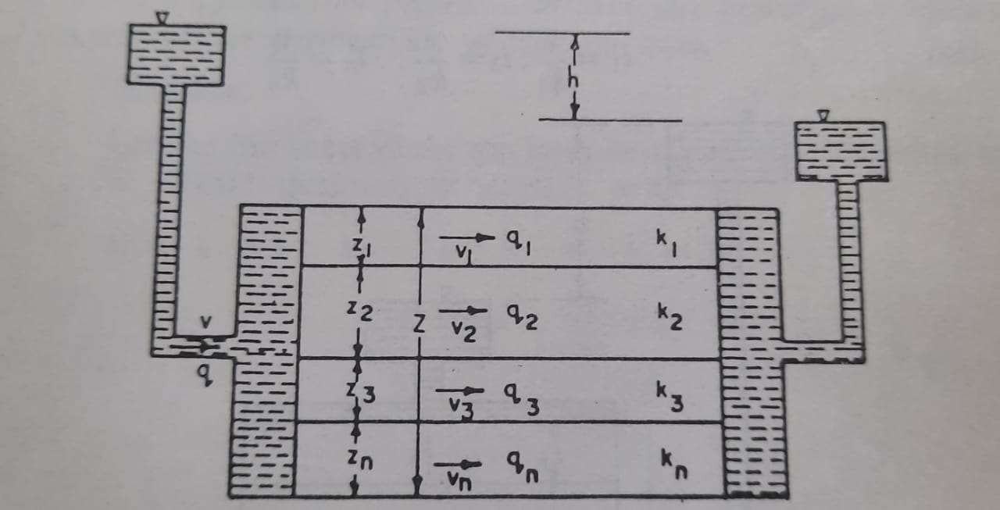 h
z1 v1 q1 k1
z2 Z v2 q2 k2
v
q
z3 v3 q3 k3
zn vn qn kn